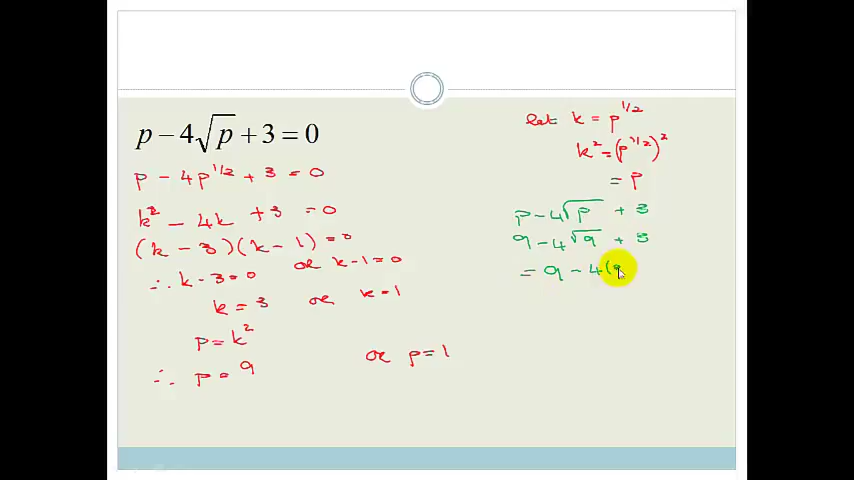 p − 4√p + 3 = 0
p − 4p^1/2 + 3 = 0
k² − 4k + 3 = 0
(k − 3)(k − 1) = 0
∴ k − 3 = 0 or k − 1 = 0
k = 3 or k = 1
p = k²
∴ p = 9 or p = 1
let k = p^1/2
k² = (p^1/2)²
= p
p − 4√p + 3
9 − 4√9 + 3
= 9 − 4(